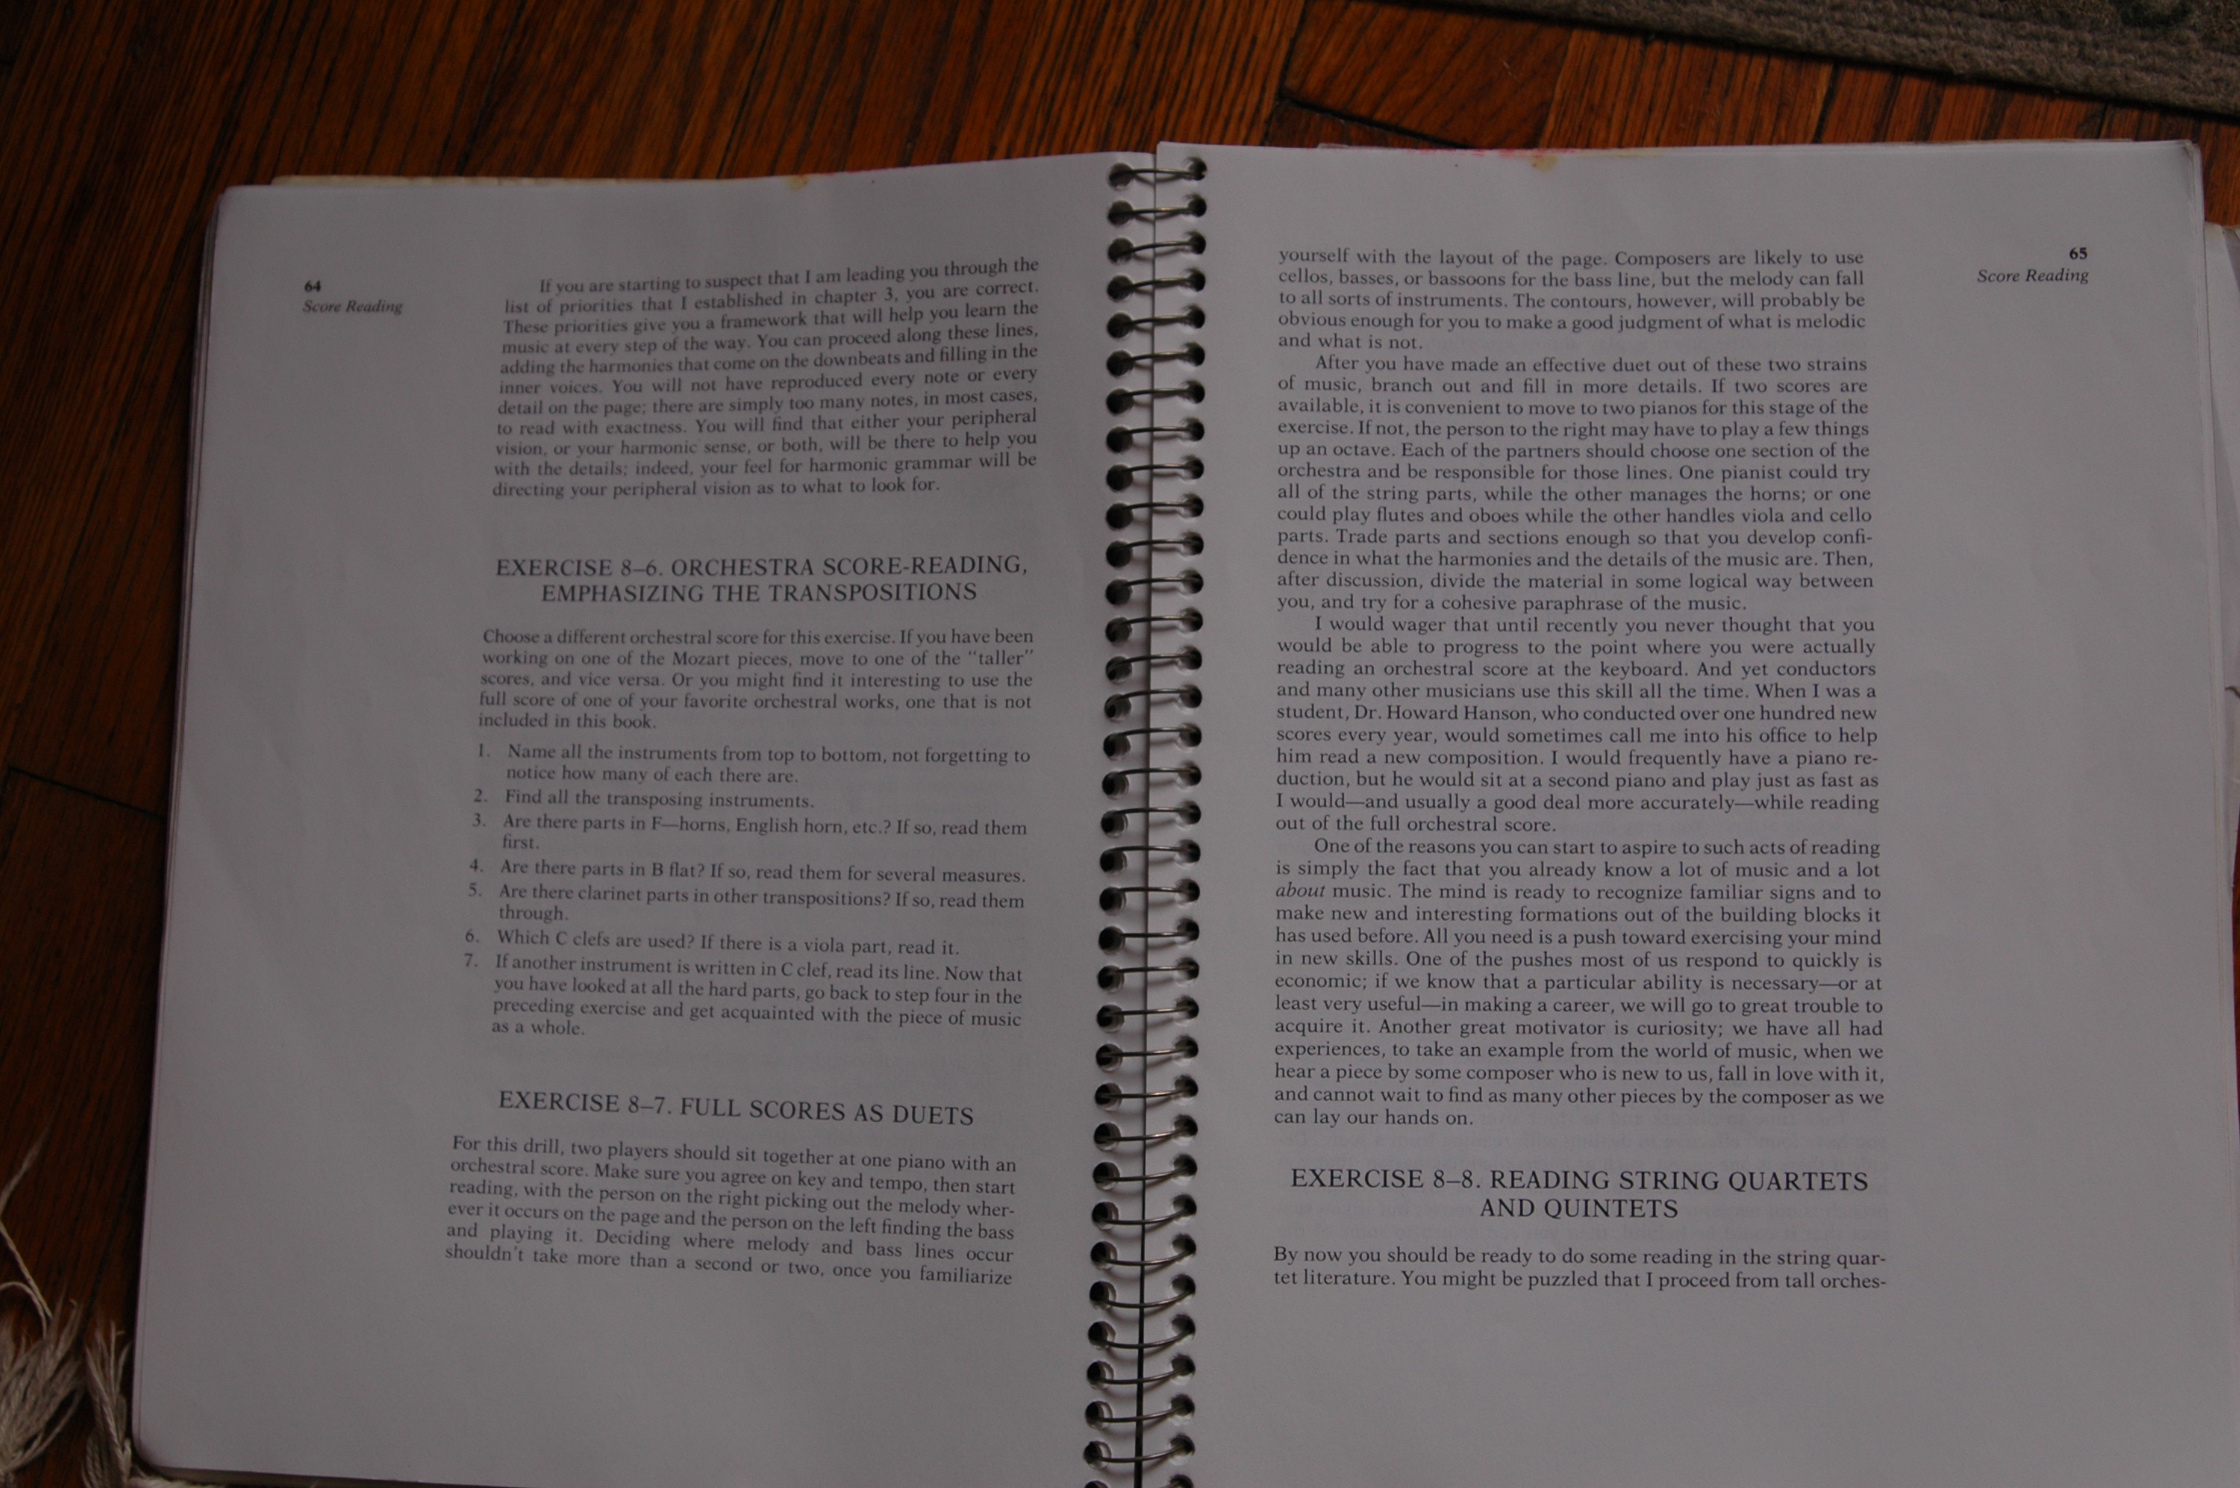 64
Score Reading
If you are starting to suspect that I am leading you through the
list of priorities that I established in chapter 3, you are correct.
These priorities give you a framework that will help you learn the
music at every step of the way. You can proceed along these lines,
adding the harmonies that come on the downbeats and filling in the
inner voices. You will not have reproduced every note or every
detail on the page; there are simply too many notes, in most cases,
to read with exactness. You will find that either your peripheral
vision, or your harmonic sense, or both, will be there to help you
with the details; indeed, your feel for harmonic grammar will be
directing your peripheral vision as to what to look for.
EXERCISE 8–6. ORCHESTRA SCORE-READING,
EMPHASIZING THE TRANSPOSITIONS
Choose a different orchestral score for this exercise. If you have been
working on one of the Mozart pieces, move to one of the "taller"
scores, and vice versa. Or you might find it interesting to use the
full score of one of your favorite orchestral works, one that is not
included in this book.
1. Name all the instruments from top to bottom, not forgetting to
notice how many of each there are.
2. Find all the transposing instruments.
3. Are there parts in F—horns, English horn, etc.? If so, read them
first.
4. Are there parts in B flat? If so, read them for several measures.
5. Are there clarinet parts in other transpositions? If so, read them
through.
6. Which C clefs are used? If there is a viola part, read it.
7. If another instrument is written in C clef, read its line. Now that
you have looked at all the hard parts, go back to step four in the
preceding exercise and get acquainted with the piece of music
as a whole.
EXERCISE 8–7. FULL SCORES AS DUETS
For this drill, two players should sit together at one piano with an
orchestral score. Make sure you agree on key and tempo, then start
reading, with the person on the right picking out the melody wher-
ever it occurs on the page and the person on the left finding the bass
and playing it. Deciding where melody and bass lines occur
shouldn't take more than a second or two, once you familiarize
65
Score Reading
yourself with the layout of the page. Composers are likely to use
cellos, basses, or bassoons for the bass line, but the melody can fall
to all sorts of instruments. The contours, however, will probably be
obvious enough for you to make a good judgment of what is melodic
and what is not.
After you have made an effective duet out of these two strains
of music, branch out and fill in more details. If two scores are
available, it is convenient to move to two pianos for this stage of the
exercise. If not, the person to the right may have to play a few things
up an octave. Each of the partners should choose one section of the
orchestra and be responsible for those lines. One pianist could try
all of the string parts, while the other manages the horns; or one
could play flutes and oboes while the other handles viola and cello
parts. Trade parts and sections enough so that you develop confi-
dence in what the harmonies and the details of the music are. Then,
after discussion, divide the material in some logical way between
you, and try for a cohesive paraphrase of the music.
I would wager that until recently you never thought that you
would be able to progress to the point where you were actually
reading an orchestral score at the keyboard. And yet conductors
and many other musicians use this skill all the time. When I was a
student, Dr. Howard Hanson, who conducted over one hundred new
scores every year, would sometimes call me into his office to help
him read a new composition. I would frequently have a piano re-
duction, but he would sit at a second piano and play just as fast as
I would—and usually a good deal more accurately—while reading
out of the full orchestral score.
One of the reasons you can start to aspire to such acts of reading
is simply the fact that you already know a lot of music and a lot
about music. The mind is ready to recognize familiar signs and to
make new and interesting formations out of the building blocks it
has used before. All you need is a push toward exercising your mind
in new skills. One of the pushes most of us respond to quickly is
economic; if we know that a particular ability is necessary—or at
least very useful—in making a career, we will go to great trouble to
acquire it. Another great motivator is curiosity; we have all had
experiences, to take an example from the world of music, when we
hear a piece by some composer who is new to us, fall in love with it,
and cannot wait to find as many other pieces by the composer as we
can lay our hands on.
EXERCISE 8–8. READING STRING QUARTETS
AND QUINTETS
By now you should be ready to do some reading in the string quar-
tet literature. You might be puzzled that I proceed from tall orches-